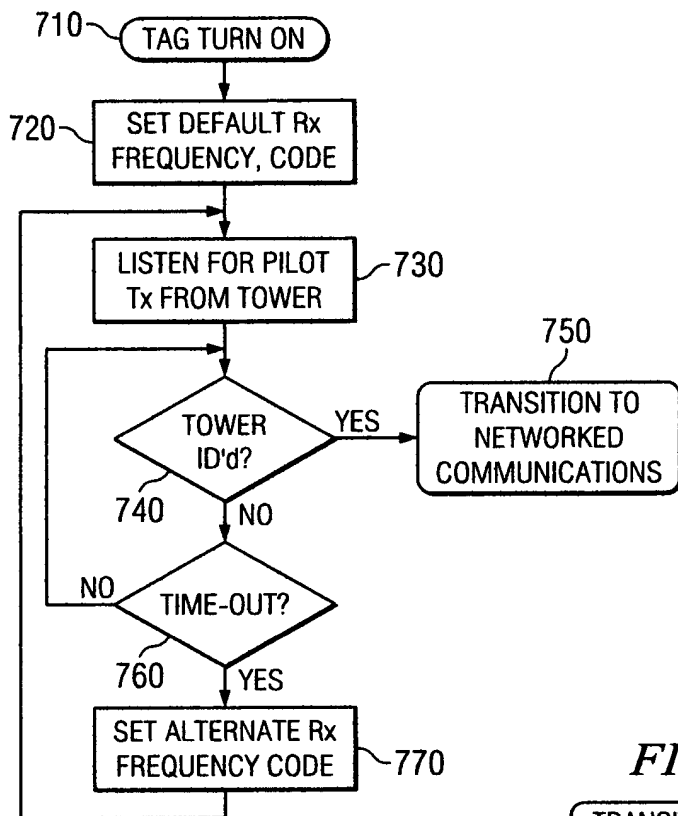 710
TAG TURN ON
720
SET DEFAULT Rx
FREQUENCY, CODE
LISTEN FOR PILOT
Tx FROM TOWER
730
TOWER
ID'd?
740
YES
750
TRANSITION TO
NETWORKED
COMMUNICATIONS
NO
TIME-OUT?
760
NO
YES
SET ALTERNATE Rx
FREQUENCY CODE
770